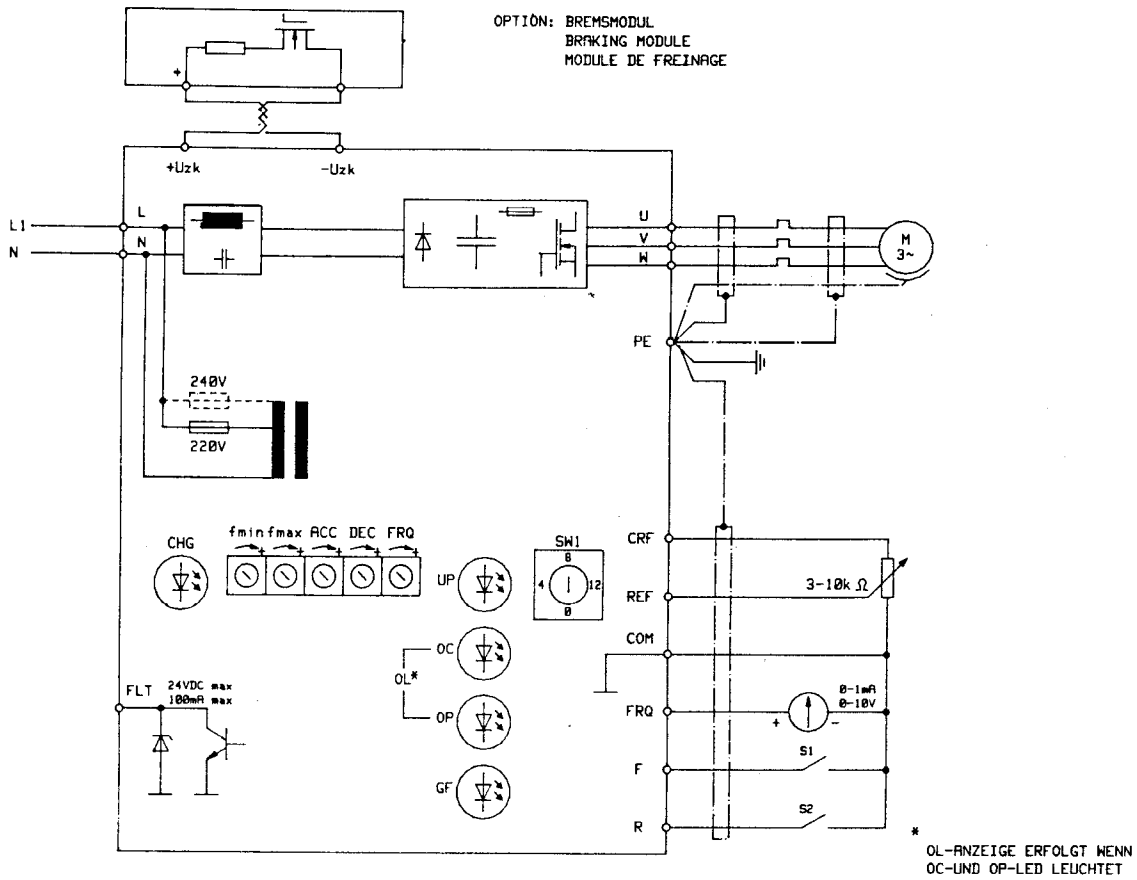 OPTION: BREMSMODUL
BRAKING MODULE
MODULE DE FREINAGE
+
+Uzk
-Uzk
L1
L
N
N
U
V
W
M
3~
*
PE
240V
220V
CHG
fmin fmax ACC DEC FRQ
+ + + + +
UP
SW1
8
4
12
0
OC
OL*
OP
GF
FLT
24VDC max
100mA max
CRF
REF
3-10k Ω
COM
FRQ
+
-
0-1mA
0-10V
F
S1
R
S2
*
OL-ANZEIGE ERFOLGT WENN
OC-UND OP-LED LEUCHTET